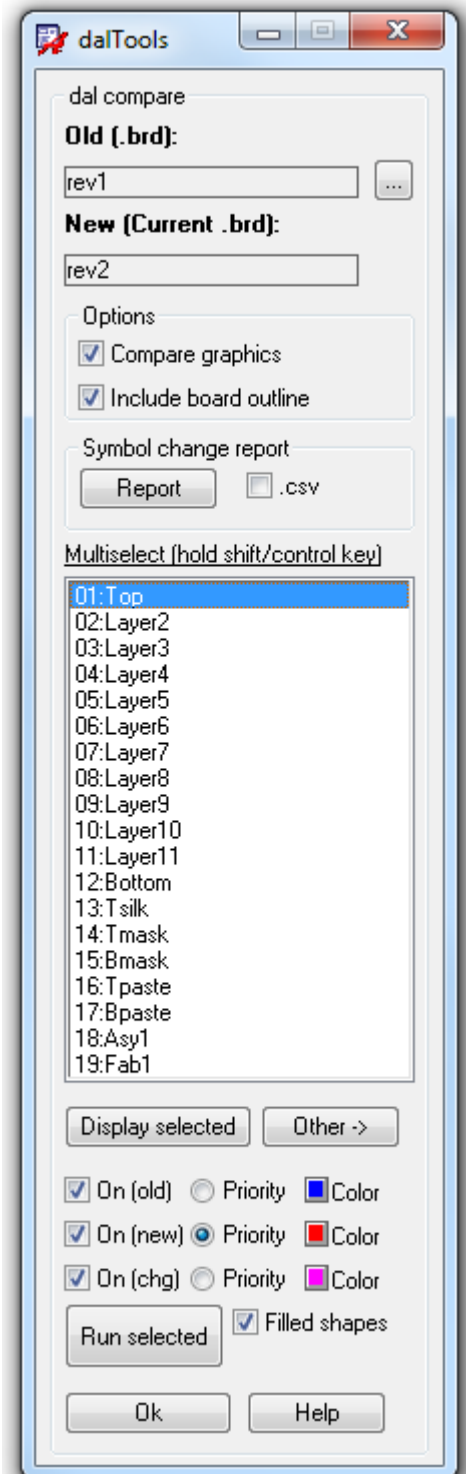 dalTools
dal compare
Old (.brd):
rev1
...
New (Current .brd):
rev2
Options
Compare graphics
Include board outline
Symbol change report
Report .csv
Multiselect (hold shift/control key)
01:Top
02:Layer2
03:Layer3
04:Layer4
05:Layer5
06:Layer6
07:Layer7
08:Layer8
09:Layer9
10:Layer10
11:Layer11
12:Bottom
13:Tsilk
14:Tmask
15:Bmask
16:Tpaste
17:Bpaste
18:Asy1
19:Fab1
Display selected Other ->
On (old) Priority Color
On (new) Priority Color
On (chg) Priority Color
Run selected Filled shapes
Ok Help